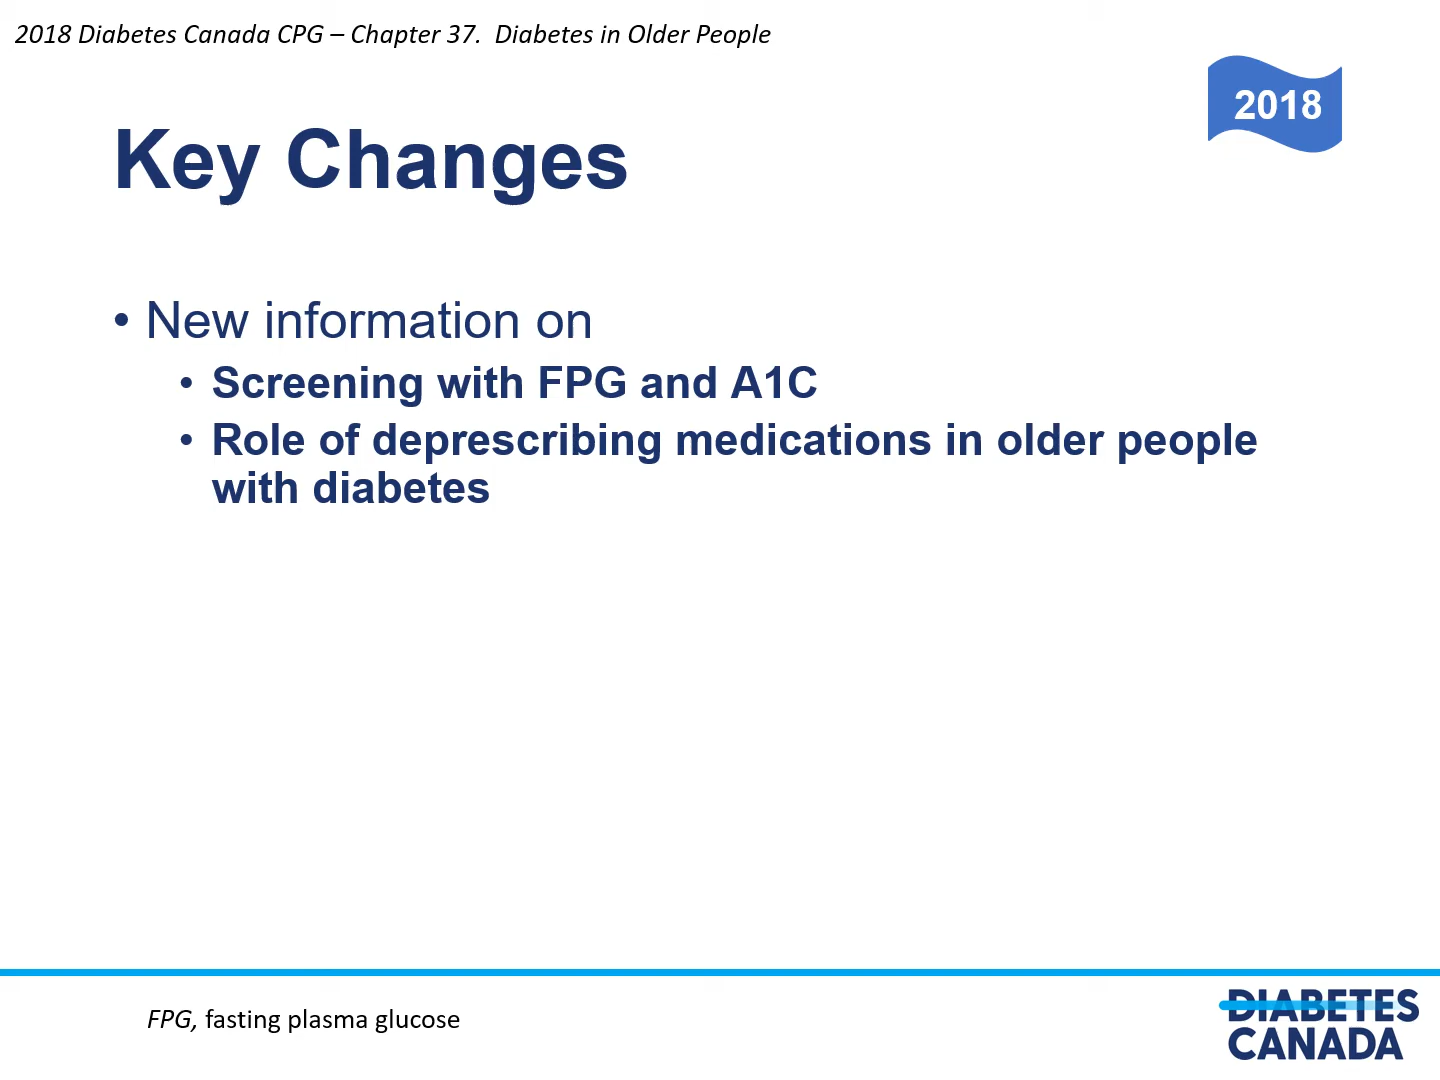 2018 Diabetes Canada CPG – Chapter 37.  Diabetes in Older People
2018
Key Changes
• New information on
• Screening with FPG and A1C
• Role of deprescribing medications in older people
with diabetes
FPG, fasting plasma glucose
DIABETES
CANADA